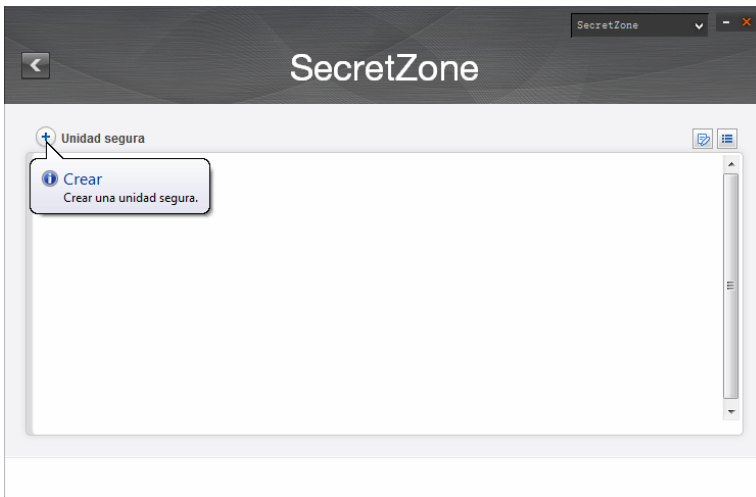 SecretZone
SecretZone
Unidad segura
Crear
Crear una unidad segura.